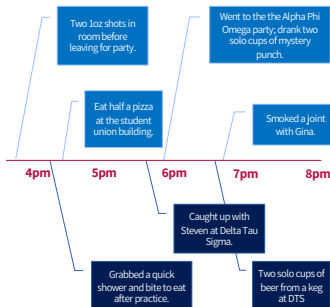 Two 1oz shots in
room before
leaving for party.
Went to the the Alpha Phi
Omega party; drank two
solo cups of mystery
punch.
Eat half a pizza
at the student
union building.
Smoked a joint
with Gina.
4pm 5pm 6pm 7pm 8pm
Caught up with
Steven at Delta Tau
Sigma.
Grabbed a quick
shower and bite to eat
after practice.
Two solo cups of
beer from a keg
at DTS